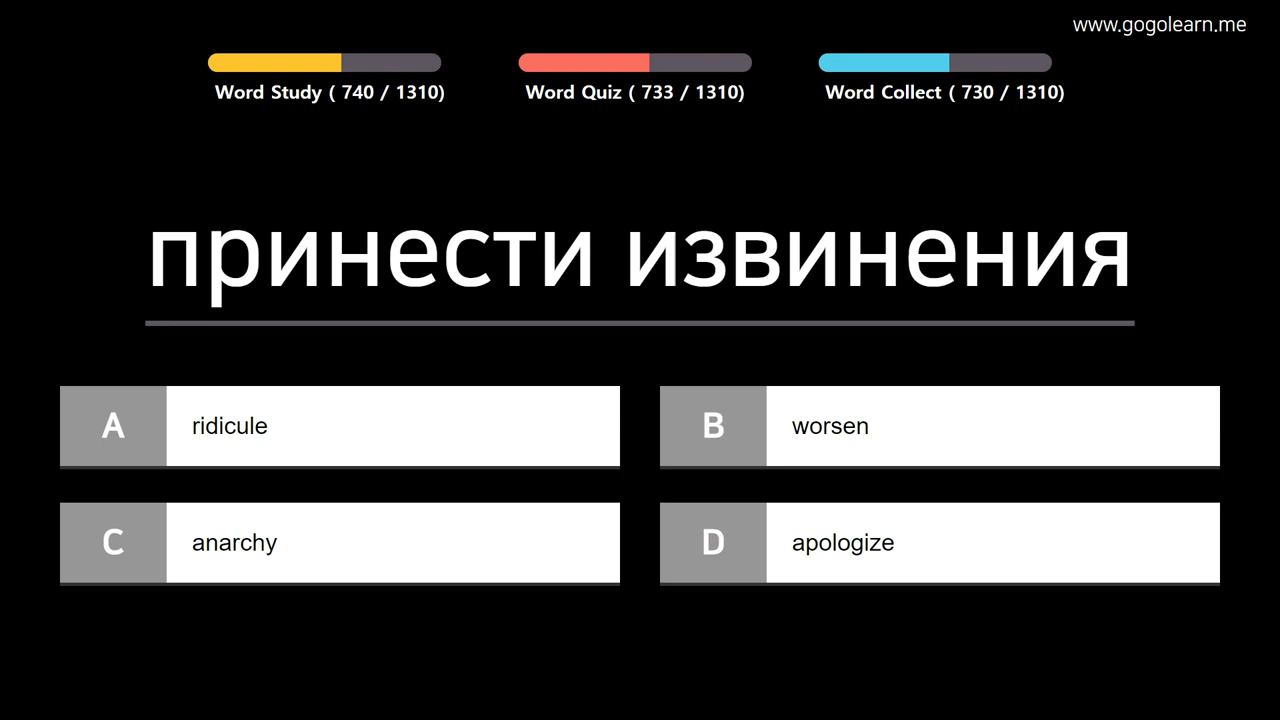 www.gogolearn.me
Word Study ( 740 / 1310)
Word Quiz ( 733 / 1310)
Word Collect ( 730 / 1310)
принести извинения
A ridicule
B worsen
C anarchy
D apologize